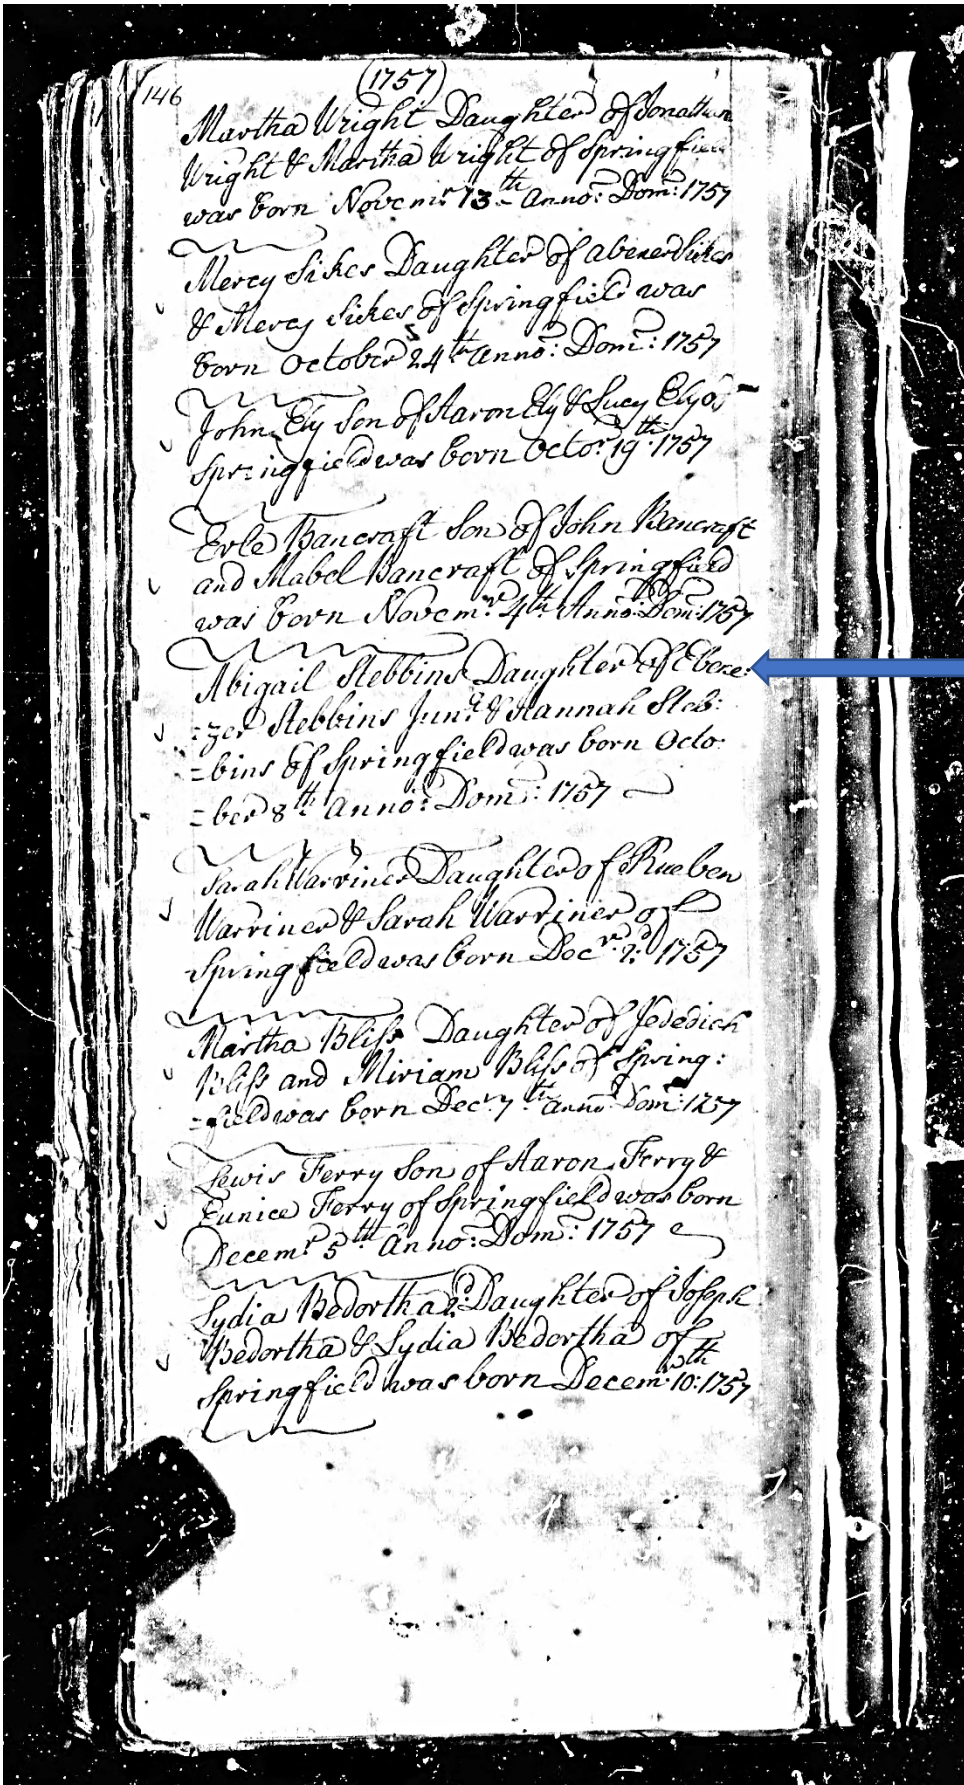 146
(1757)
Martha Wright Daughter of Jonathan
Wright & Martha Wright of Springfield
was born Novemr. 13th Anno: Dom: 1757
Mercy Sikes Daughter of abener Sikes
& Mercy Sikes of Springfield was
born October 24th anno: Dom: 1757
John Ely Son of Aaron Ely & Lucy Ely of
Springfield was born Octor. 19th. 1757
Erle Bancraft Son of John Bancraft
and Mabel Bancraft of Springfield
was born Novemr. 4th Anno: Dom: 1757
Abigail Stebbins Daughter of Ebene:
=zer Stebbins Junr. & Hannah Steb:
=bins of Springfield was born Octo:
=ber 8th anno: Dom: 1757
Sarah Warriner Daughter of Rueben
Warriner & Sarah Warriner of
Springfield was born Decr. 2d 1757
Martha Bliss Daughter of Jedediah
Bliss and Miriam Bliss of Spring:
=field was born Decr. 7th anno: Dom: 1757
Lewis Ferry Son of Aaron Ferry &
Eunice Ferry of Springfield was born
Decemr. 5th anno: Dom: 1757
Lydia Bedortha 2d: Daughter of Joseph
Bedortha & Lydia Bedortha of
Springfield was born Decem: 10th: 1757